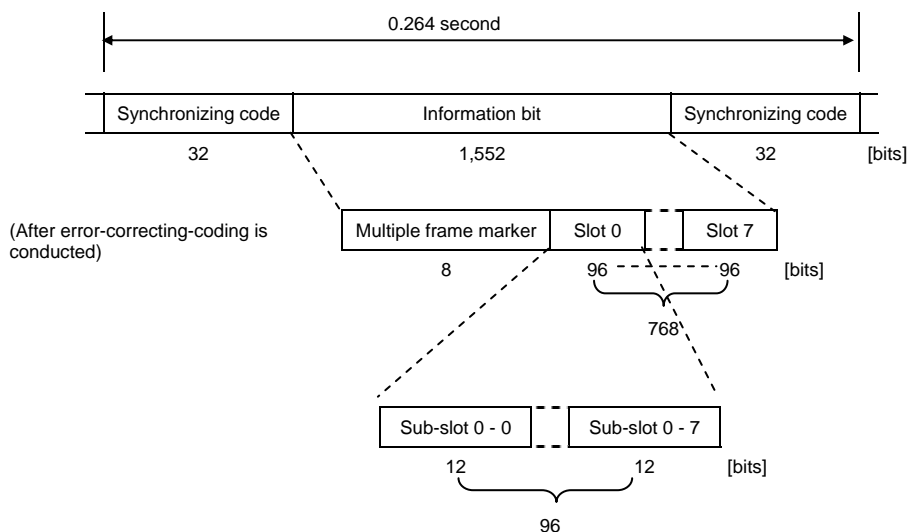 0.264 second
Synchronizing code Information bit Synchronizing code
32 1,552 32 [bits]
(After error-correcting-coding is
conducted)
Multiple frame marker Slot 0 Slot 7
8 96 96 [bits]
768
Sub-slot 0 - 0 Sub-slot 0 - 7
12 12 [bits]
96